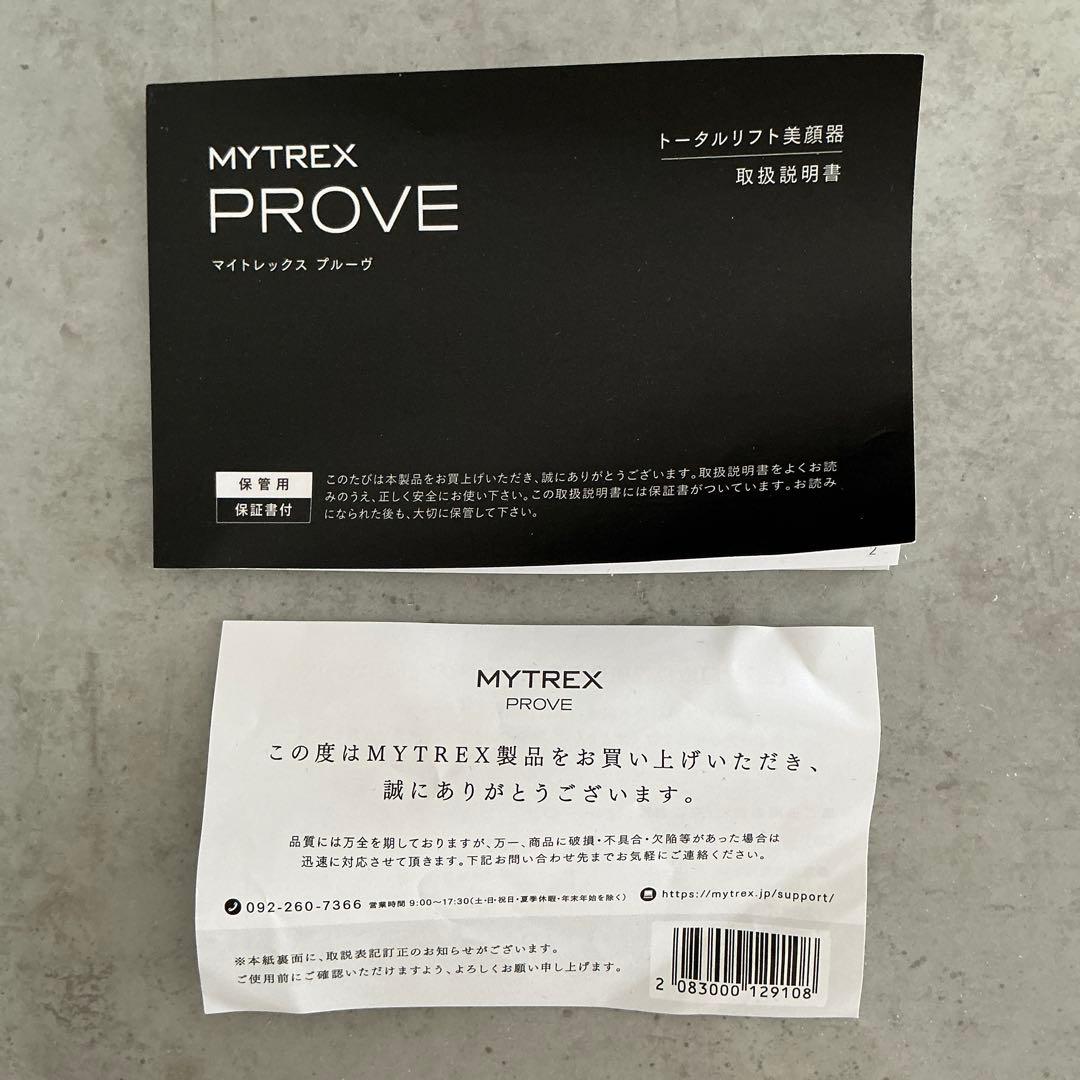 MYTREX
PROVE
マイトレックス プルーヴ
トータルリフト美顔器
取扱説明書
保管用
保証書付
このたびは本製品をお買上げいただき、誠にありがとうございます。取扱説明書をよくお読
みのうえ、正しく安全にお使い下さい。この取扱説明書には保証書がついています。お読み
になられた後も、大切に保管して下さい。
2
MYTREX
PROVE
この度はMYTREX製品をお買い上げいただき、
誠にありがとうございます。
品質には万全を期しておりますが、万一、商品に破損・不具合・欠陥等があった場合は
迅速に対応させて頂きます。下記お問い合わせ先までお気軽にご連絡ください。
092-260-7366 営業時間 9:00〜17:30(土・日・祝日・夏季休暇・年末年始を除く)
https://mytrex.jp/support/
※本紙裏面に、取説表記訂正のお知らせがございます。
ご使用前にご確認いただけますよう、よろしくお願い申し上げます。
2 083000 129108